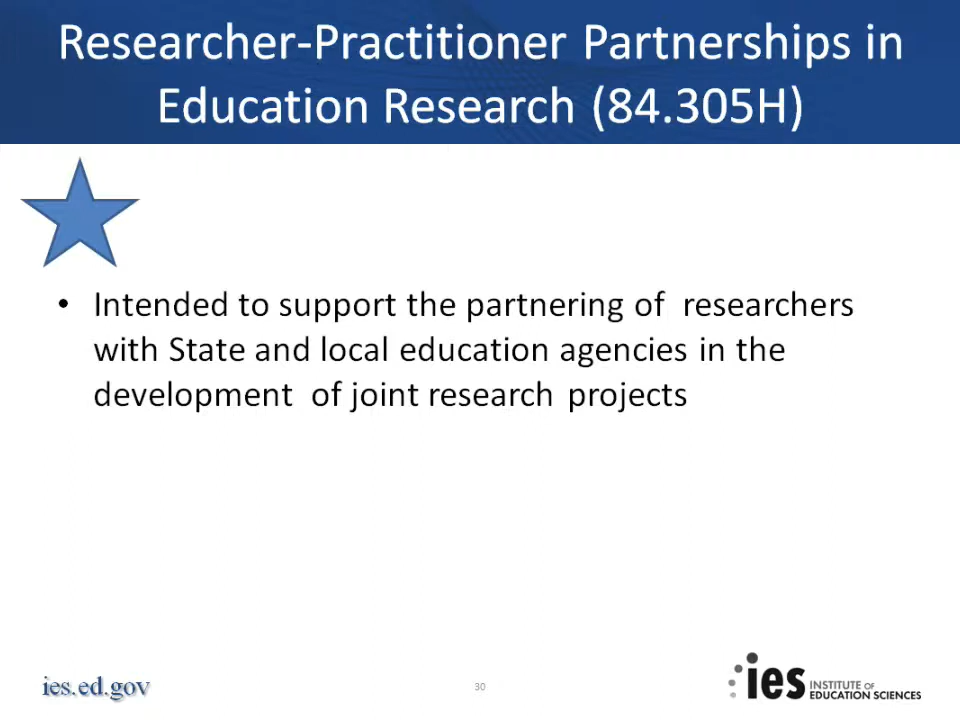 Researcher-Practitioner Partnerships in
Education Research (84.305H)
• Intended to support the partnering of  researchers
with State and local education agencies in the
development  of joint research projects
ies.ed.gov
30
ies INSTITUTE OF
EDUCATION SCIENCES